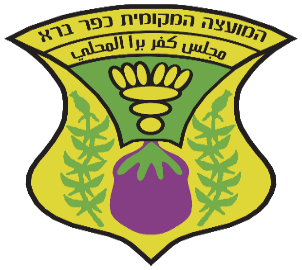 המועצה המקומית כפר ברא
مجلس كفر برا المحلي